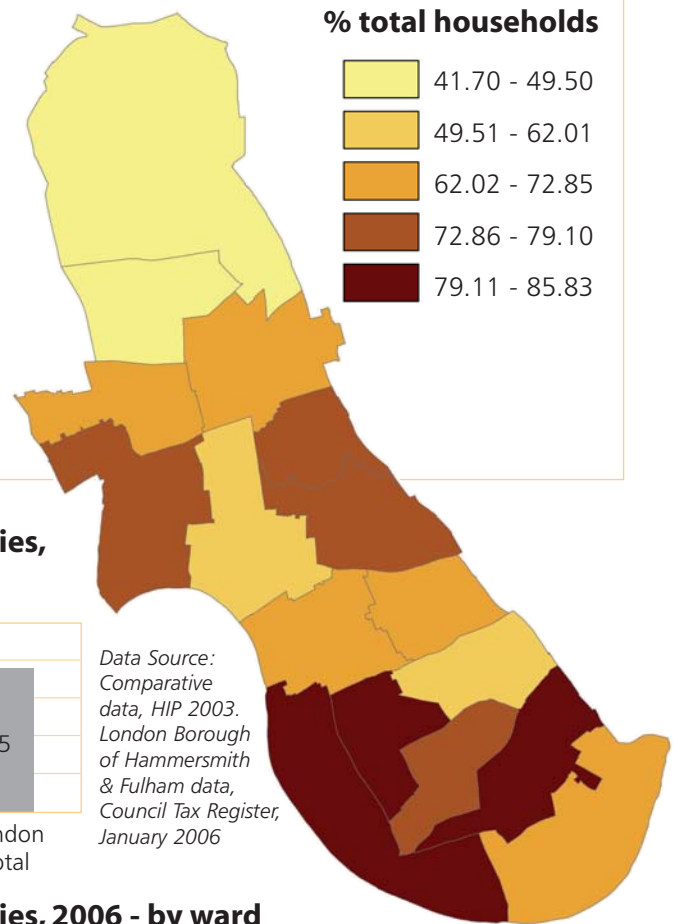 % total households
41.70 - 49.50
49.51 - 62.01
62.02 - 72.85
72.86 - 79.10
79.11 - 85.83
ies,
5
ndon
otal
Data Source:
Comparative
data, HIP 2003.
London Borough
of Hammersmith
& Fulham data,
Council Tax Register,
January 2006
ies, 2006 - by ward